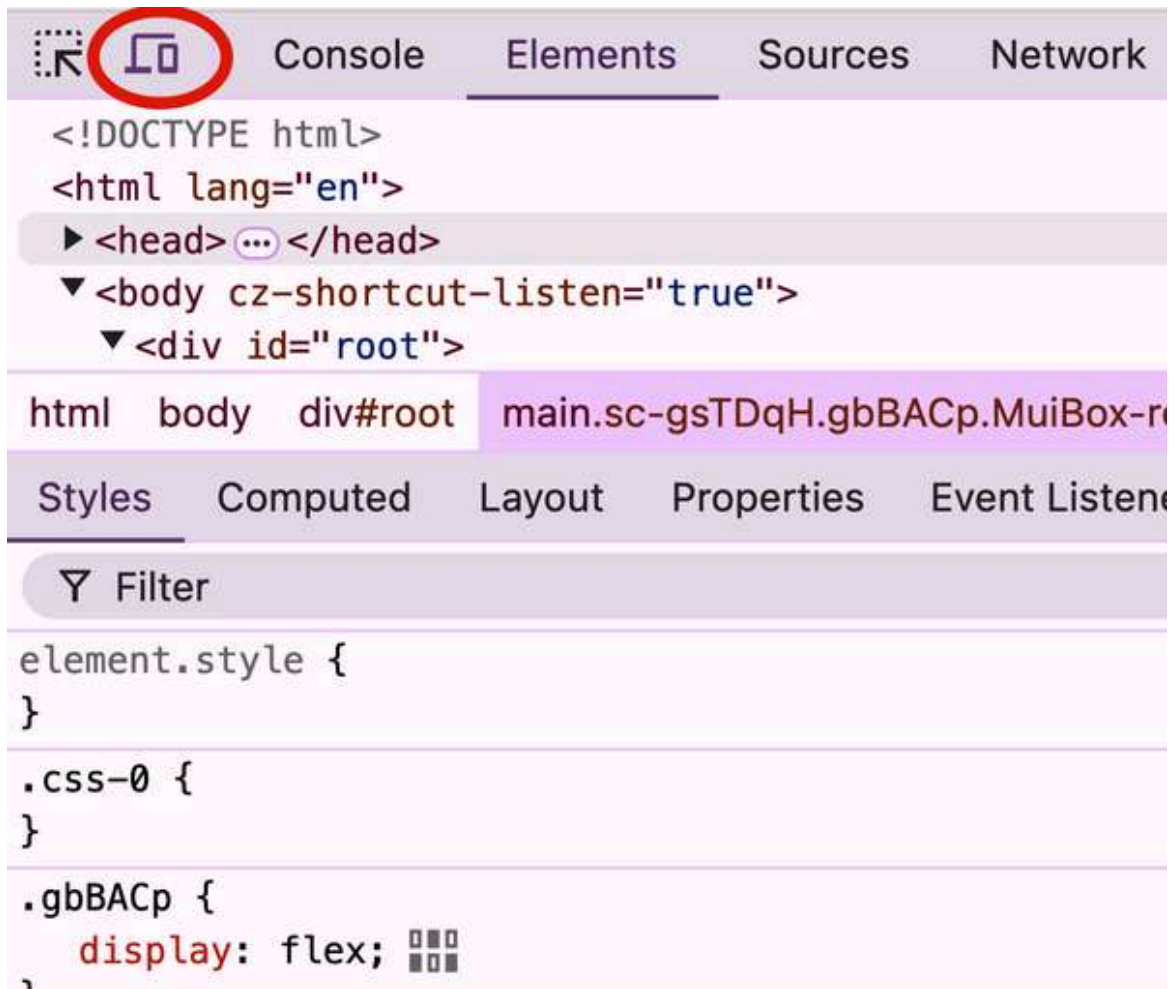 Console Elements Sources Network
<!DOCTYPE html>
<html lang="en">
<head> … </head>
<body cz-shortcut-listen="true">
<div id="root">
html body div#root main.sc-gsTDqH.gbBACp.MuiBox-r
Styles Computed Layout Properties Event Listene
Filter
element.style {
}
.css-0 {
}
.gbBACp {
display: flex;
}